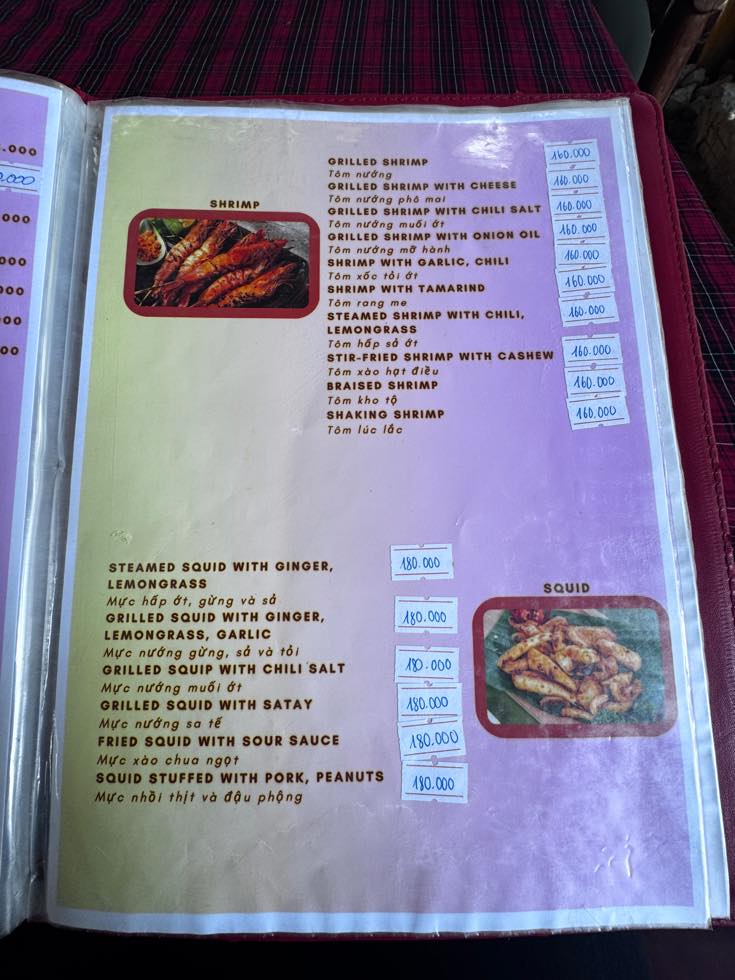 .000
0.000
000
000
000
00
00
SHRIMP
GRILLED SHRIMP 160.000
Tôm nướng
GRILLED SHRIMP WITH CHEESE 160.000
Tôm nướng phô mai
GRILLED SHRIMP WITH CHILI SALT 160.000
Tôm nướng muối ớt
GRILLED SHRIMP WITH ONION OIL 160.000
Tôm nướng mỡ hành
SHRIMP WITH GARLIC, CHILI 160.000
Tôm xốc tỏi ớt
SHRIMP WITH TAMARIND 160.000
Tôm rang me
STEAMED SHRIMP WITH CHILI, 160.000
LEMONGRASS
Tôm hấp sả ớt
STIR-FRIED SHRIMP WITH CASHEW 160.000
Tôm xào hạt điều
BRAISED SHRIMP 160.000
Tôm kho tộ
SHAKING SHRIMP 160.000
Tôm lúc lắc
STEAMED SQUID WITH GINGER, 180.000
LEMONGRASS
Mực hấp ớt, gừng và sả
GRILLED SQUID WITH GINGER, 180.000
LEMONGRASS, GARLIC
Mực nướng gừng, sả và tỏi
GRILLED SQUIP WITH CHILI SALT 180.000
Mực nướng muối ớt
GRILLED SQUID WITH SATAY 180.000
Mực nướng sa tế
FRIED SQUID WITH SOUR SAUCE 180.000
Mực xào chua ngọt
SQUID STUFFED WITH PORK, PEANUTS 180.000
Mực nhồi thịt và đậu phộng
SQUID